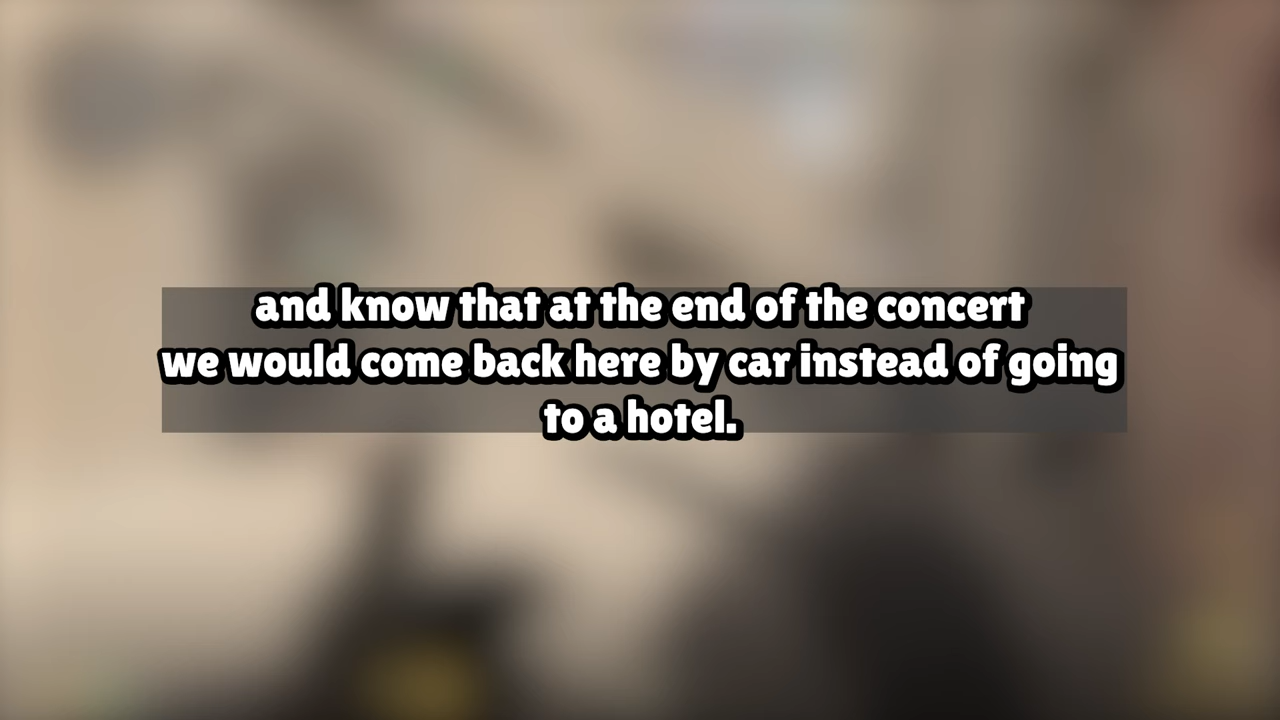 and know that at the end of the concert
we would come back here by car instead of going
to a hotel.